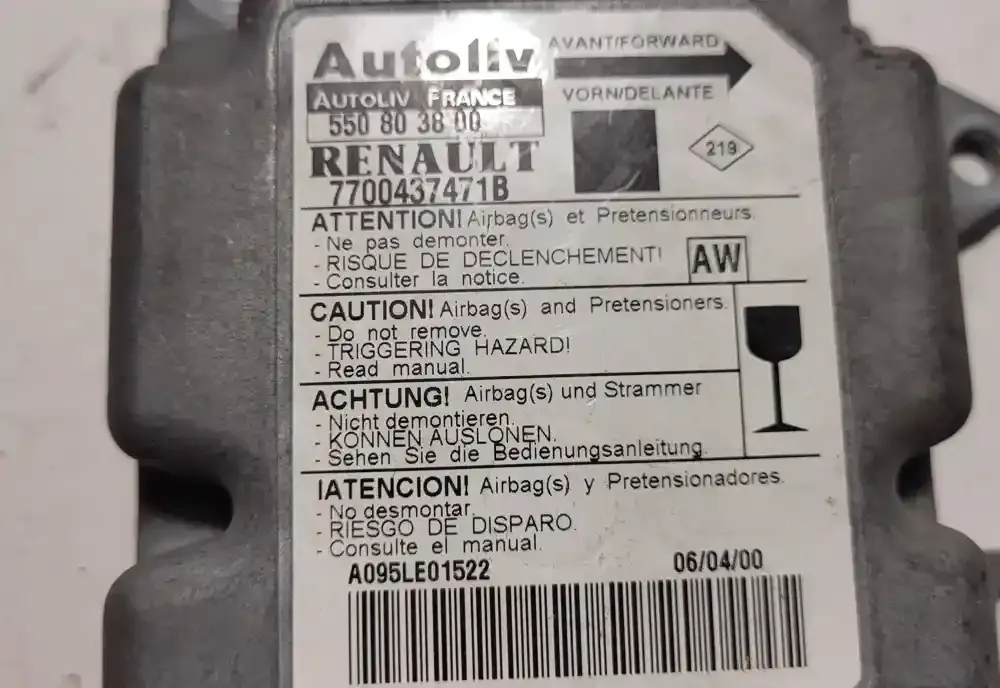 Autoliv
AVANT/FORWARD
AUTOLIV FRANCE
VORN/DELANTE
550 80 38 00
219
RENAULT
7700437471B
ATTENTION! Airbag(s) et Pretensionneurs.
- Ne pas demonter.
- RISQUE DE DECLENCHEMENT!
- Consulter la notice.
AW
CAUTION! Airbag(s) and Pretensioners.
- Do not remove.
- TRIGGERING HAZARD!
- Read manual.
ACHTUNG! Airbag(s) und Strammer
- Nicht demontieren.
- KONNEN AUSLONEN.
- Sehen Sie die Bedienungsanleitung.
IATENCION! Airbag(s) y Pretensionadores.
- No desmontar.
- RIESGO DE DISPARO.
- Consulte el manual.
A095LE01522
06/04/00